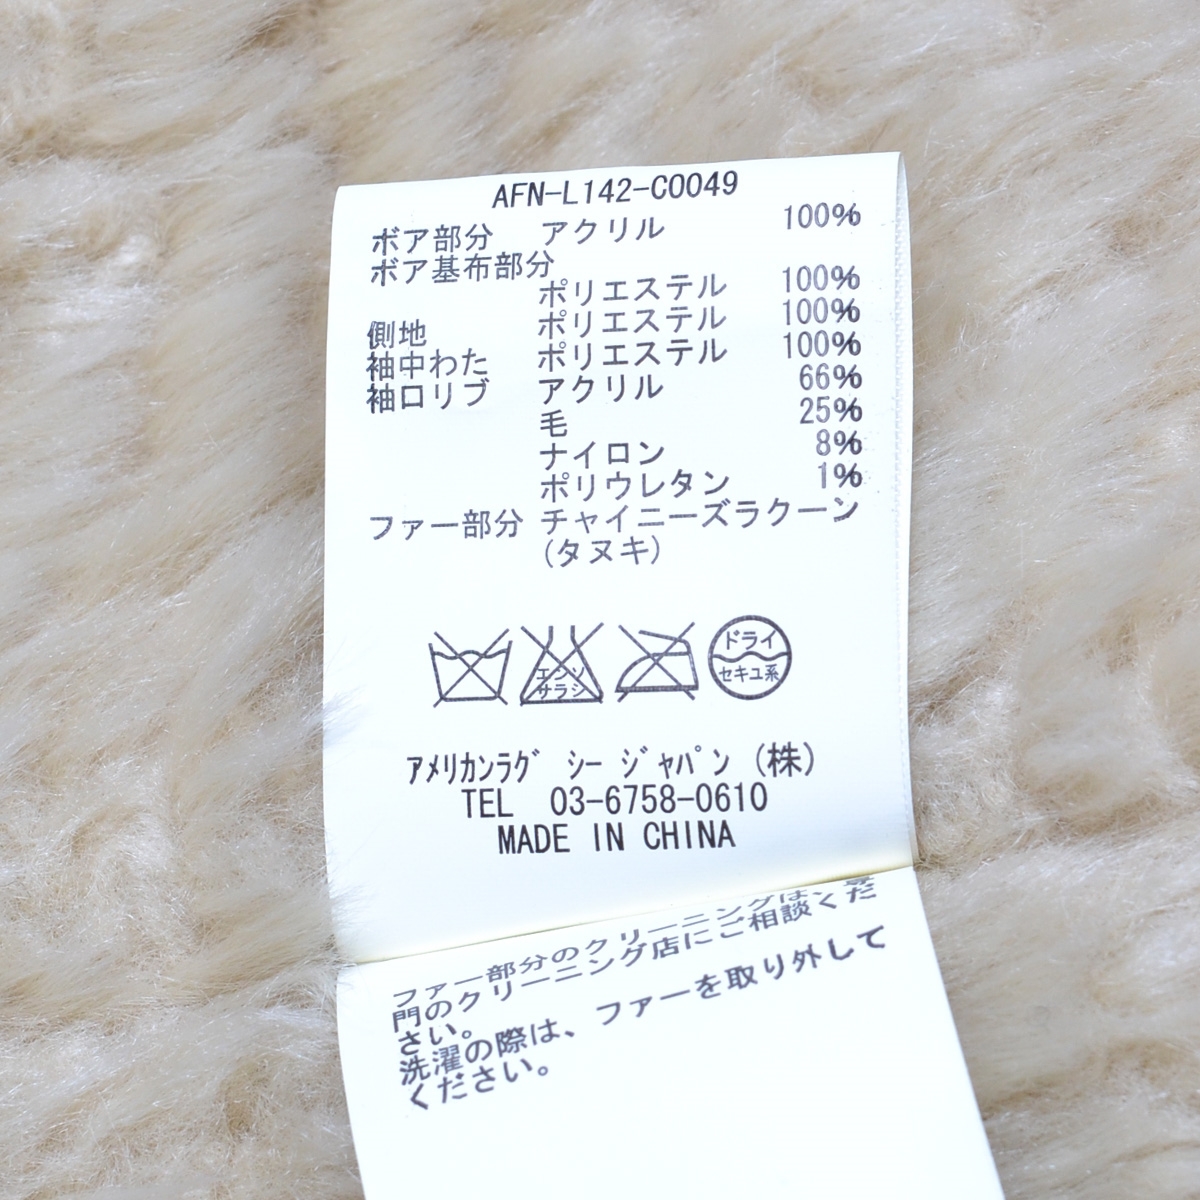 AFN-L142-C0049
ボア部分 アクリル 100%
ボア基布部分
ポリエステル 100%
側地 ポリエステル 100%
袖中わた ポリエステル 100%
袖口リブ アクリル 66%
毛 25%
ナイロン 8%
ポリウレタン 1%
ファー部分 チャイニーズラクーン
(タヌキ)
エンソ
サラシ
ドライ
セキユ系
ｱﾒﾘｶﾝﾗｸﾞ ｼｰ ｼﾞｬﾊﾟﾝ (株)
TEL 03-6758-0610
MADE IN CHINA
ファー部分のクリーニングは、専
門のクリーニング店にご相談くだ
さい。
洗濯の際は、ファーを取り外して
ください。